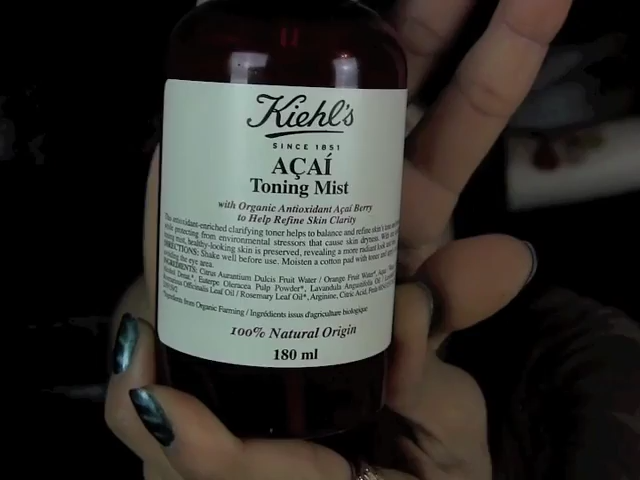 Kiehl's
SINCE 1851
AÇAÍ
Toning Mist
with Organic Antioxidant Açaí Berry
to Help Refine Skin Clarity
This antioxidant-enriched clarifying toner helps to balance and refine skin's
while protecting from environmental stressors that cause skin dryness. With
toning mist, healthy-looking skin is preserved, revealing a more radiant look
DIRECTIONS: Shake well before use. Moisten a cotton pad with toner and
avoiding the eye area.
INGREDIENTS: Citrus Aurantium Dulcis Fruit Water / Orange Fruit Water*,
Euterpe Oleracea Pulp Powder*, Lavandula Angustifolia Oil /
Officinalis Leaf Oil / Rosemary Leaf Oil*, Arginine, Citric Acid,
*Ingredients from Organic Farming / Ingrédients issus d'agriculture biologique
100% Natural Origin
180 ml